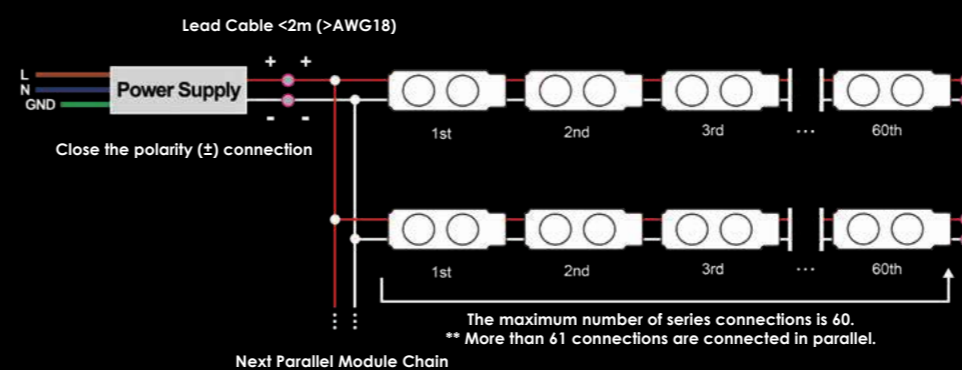 Lead Cable <2m (>AWG18)
+ +
L
N
GND
Power Supply
- -
Close the polarity (±) connection
1st 2nd 3rd ... 60th
1st 2nd 3rd ... 60th
The maximum number of series connections is 60.
** More than 61 connections are connected in parallel.
Next Parallel Module Chain